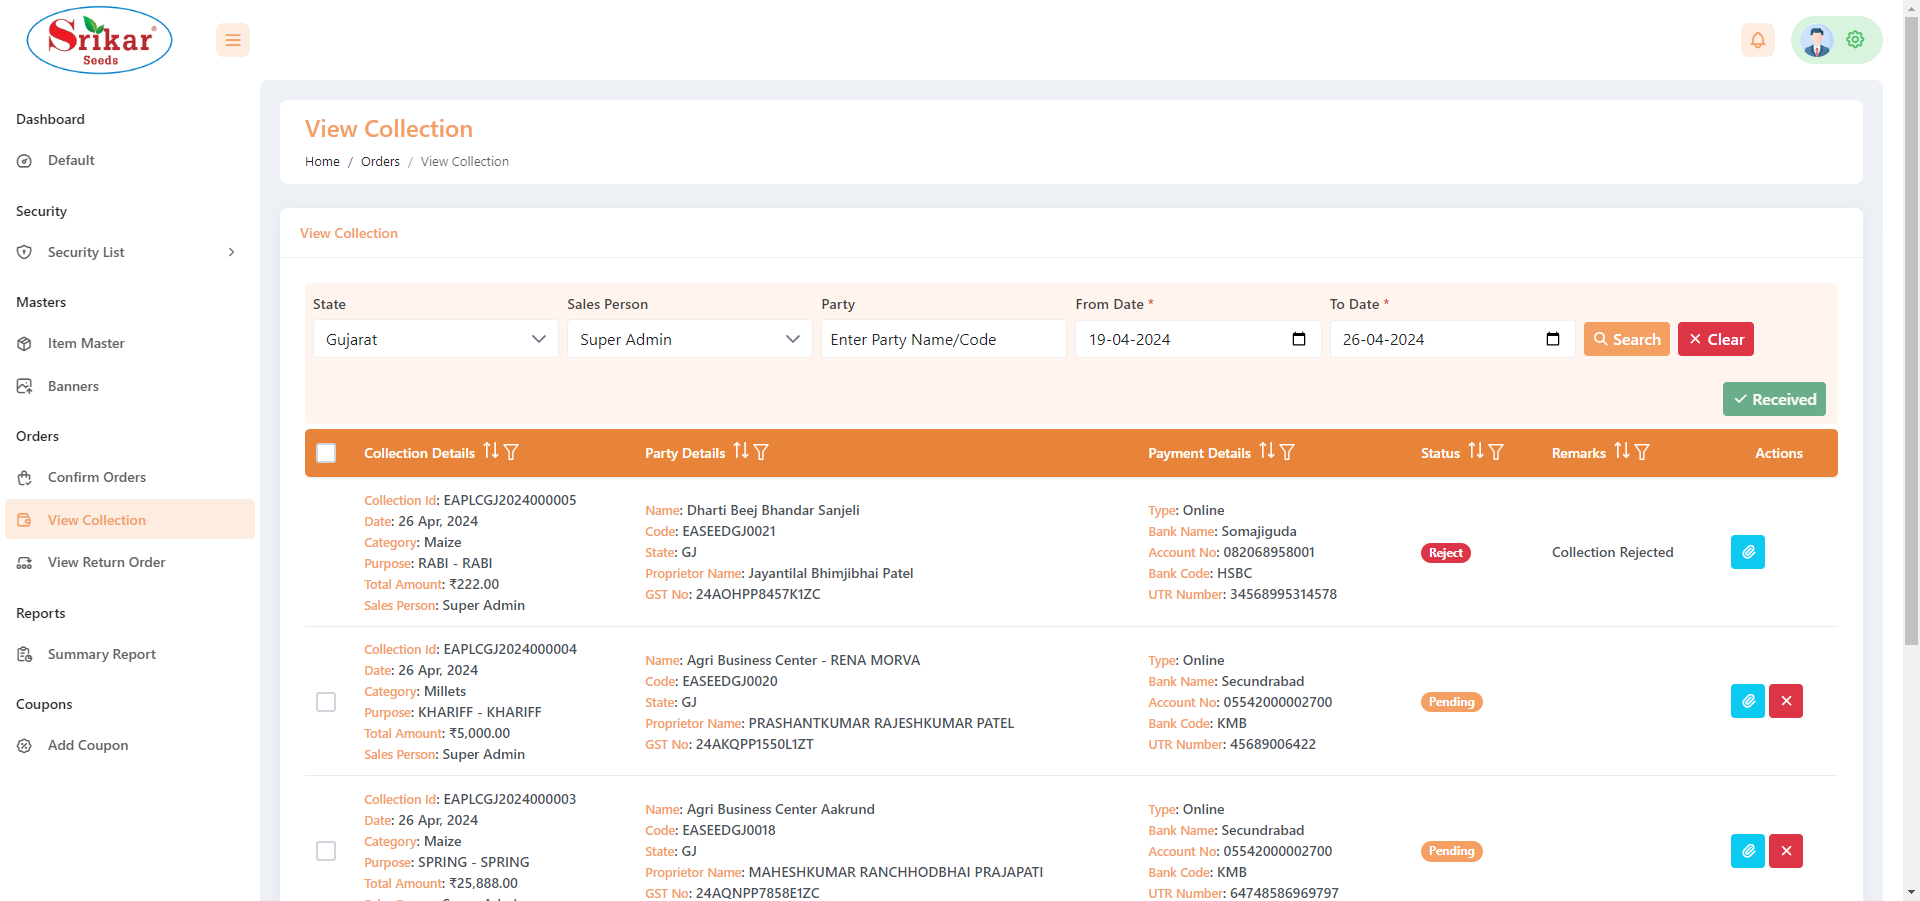 Srikar®
Seeds
Dashboard
Default
Security
Security List
Masters
Item Master
Banners
Orders
Confirm Orders
View Collection
View Return Order
Reports
Summary Report
Coupons
Add Coupon
View Collection
Home / Orders / View Collection
View Collection
State
Gujarat
Sales Person
Super Admin
Party
Enter Party Name/Code
From Date *
19-04-2024
To Date *
26-04-2024
Search
Clear
Received
Collection Details
Party Details
Payment Details
Status
Remarks
Actions
Collection Id: EAPLCGJ2024000005
Date: 26 Apr, 2024
Category: Maize
Purpose: RABI - RABI
Total Amount: ₹222.00
Sales Person: Super Admin
Name: Dharti Beej Bhandar Sanjeli
Code: EASEEDGJ0021
State: GJ
Proprietor Name: Jayantilal Bhimjibhai Patel
GST No: 24AOHPP8457K1ZC
Type: Online
Bank Name: Somajiguda
Account No: 082068958001
Bank Code: HSBC
UTR Number: 34568995314578
Reject
Collection Rejected
Collection Id: EAPLCGJ2024000004
Date: 26 Apr, 2024
Category: Millets
Purpose: KHARIFF - KHARIFF
Total Amount: ₹5,000.00
Sales Person: Super Admin
Name: Agri Business Center - RENA MORVA
Code: EASEEDGJ0020
State: GJ
Proprietor Name: PRASHANTKUMAR RAJESHKUMAR PATEL
GST No: 24AKQPP1550L1ZT
Type: Online
Bank Name: Secundrabad
Account No: 05542000002700
Bank Code: KMB
UTR Number: 45689006422
Pending
Collection Id: EAPLCGJ2024000003
Date: 26 Apr, 2024
Category: Maize
Purpose: SPRING - SPRING
Total Amount: ₹25,888.00
Name: Agri Business Center Aakrund
Code: EASEEDGJ0018
State: GJ
Proprietor Name: MAHESHKUMAR RANCHHODBHAI PRAJAPATI
GST No: 24AQNPP7858E1ZC
Type: Online
Bank Name: Secundrabad
Account No: 05542000002700
Bank Code: KMB
UTR Number: 64748586969797
Pending